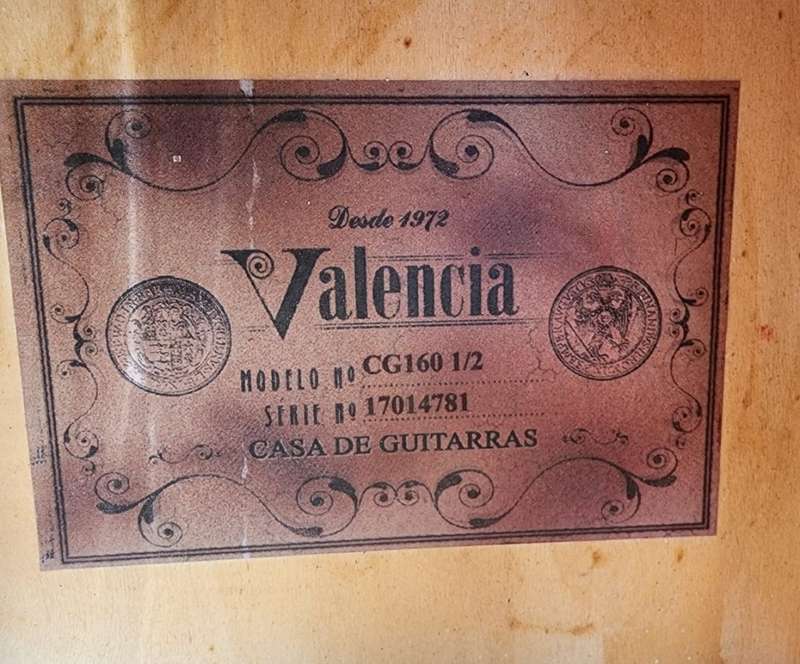 Desde 1972
Valencia
MODELO Nº CG160 1/2
SERIE Nº 17014781
CASA DE GUITARRAS